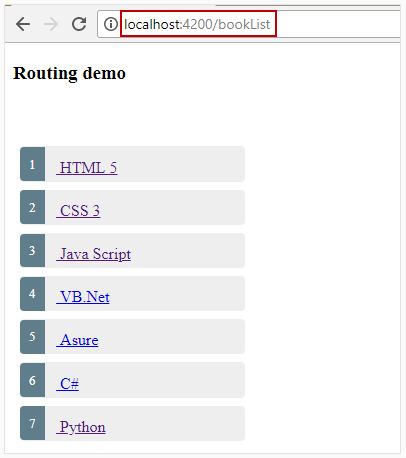 localhost:4200/bookList
Routing demo
1 HTML 5
2 CSS 3
3 Java Script
4 VB.Net
5 Asure
6 C#
7 Python